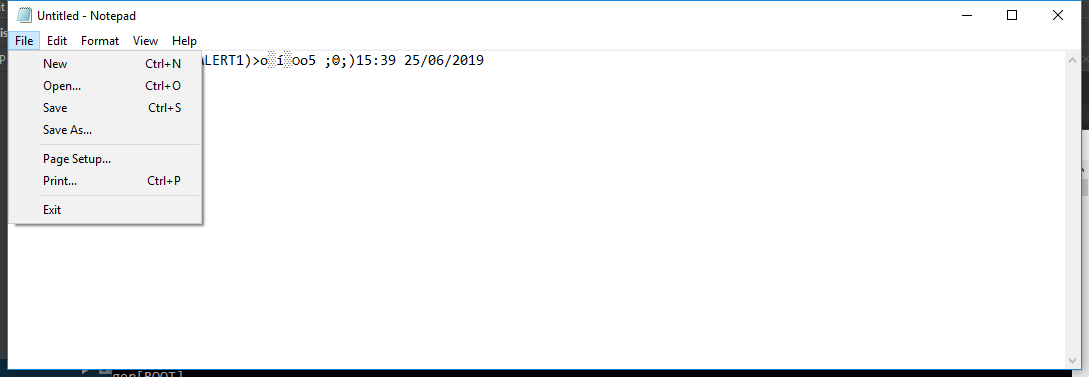 Untitled - Notepad
File Edit Format View Help
ALERT1)>o░í░oo5 ;0;)15:39 25/06/2019
New Ctrl+N
Open... Ctrl+O
Save Ctrl+S
Save As...
Page Setup...
Print... Ctrl+P
Exit
gon[ROOT]